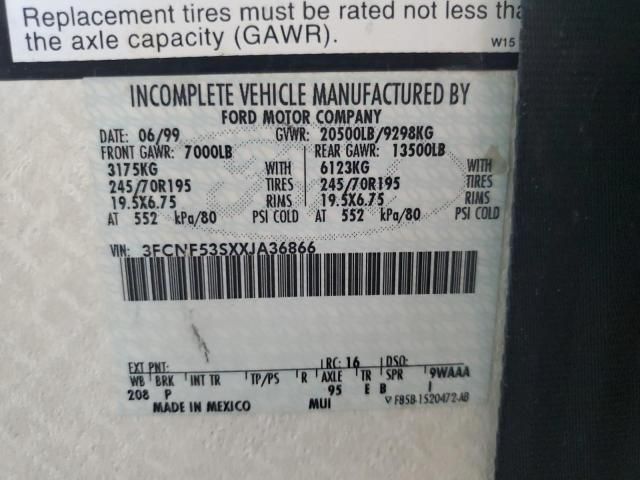 Replacement tires must be rated not less
the axle capacity (GAWR).
W15
INCOMPLETE VEHICLE MANUFACTURED BY
FORD MOTOR COMPANY
DATE: 06/99 GVWR: 20500LB/9298KG
FRONT GAWR: 7000LB REAR GAWR: 13500LB
3175KG WITH 6123KG WITH
245/70R195 TIRES 245/70R195 TIRES
19.5X6.75 RIMS 19.5X6.75 RIMS
AT 552 kPa/80 PSI COLD AT 552 kPa/80 PSI COLD
VIN: 3FCNF53SXXJA36866
EXT PNT: RC: 16 DSO:
WB BRK INT TR TP/PS R AXLE TR SPR 9WAAA
208 P 95 E B I
MADE IN MEXICO MUI F85B-1520472-AB